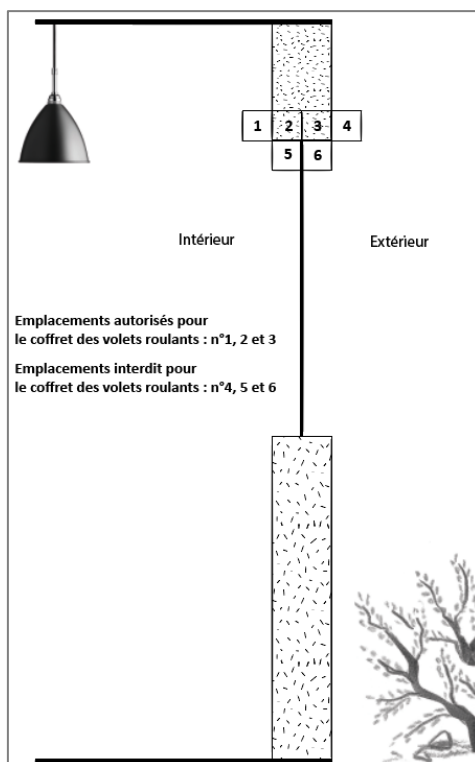 1 2 3 4
5 6
Intérieur
Extérieur
Emplacements autorisés pour
le coffret des volets roulants : n°1, 2 et 3
Emplacements interdit pour
le coffret des volets roulants : n°4, 5 et 6